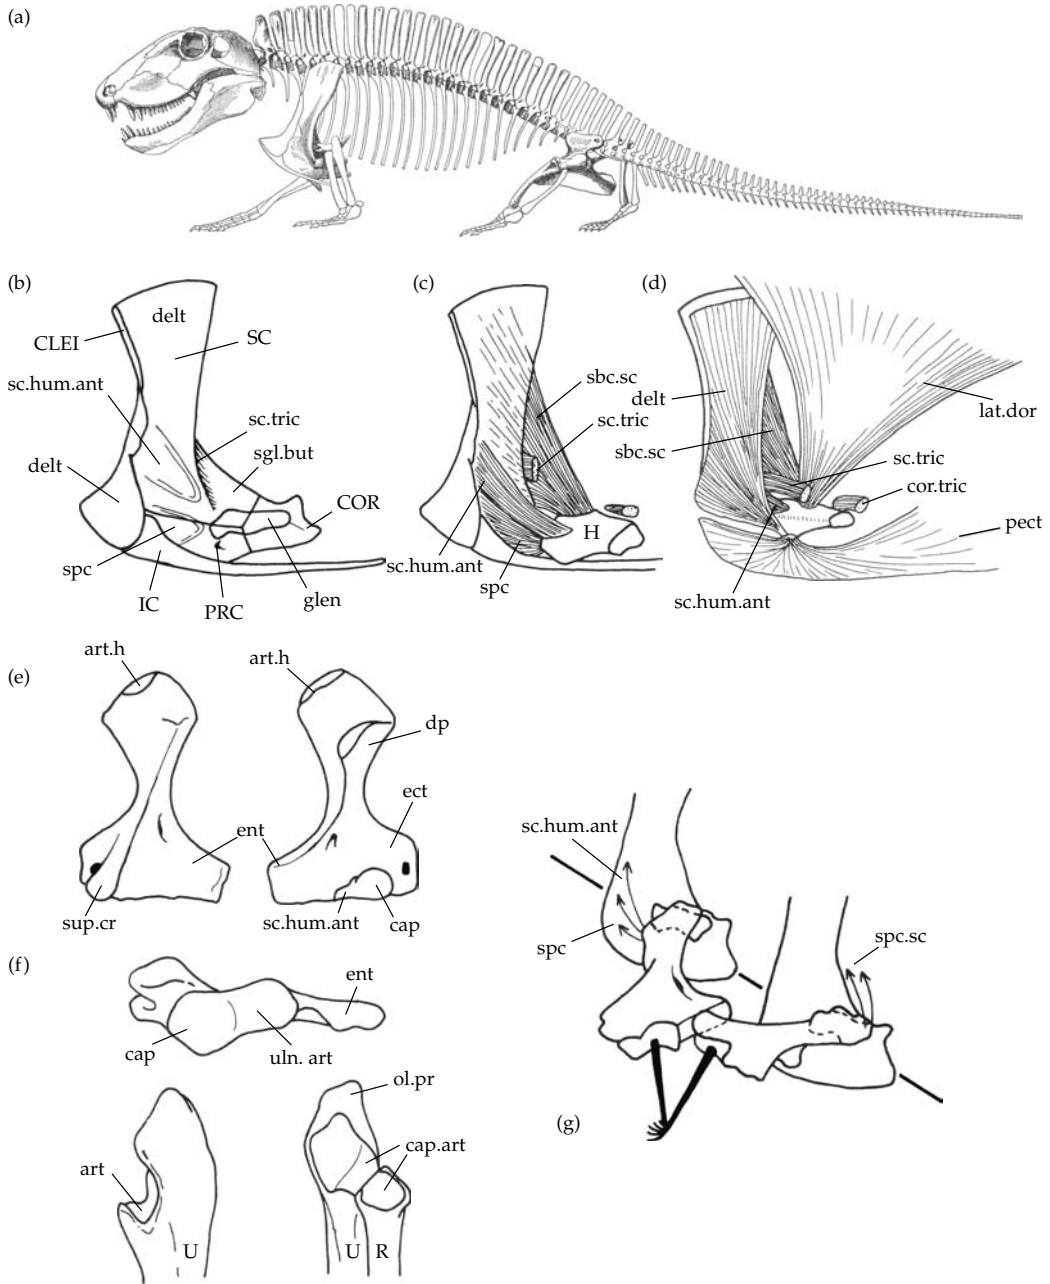 (a)
(b)
delt
CLEI
SC
sc.hum.ant
sc.tric
sgl.but
delt
COR
spc
IC
PRC
glen
(c)
sbc.sc
sc.tric
sc.hum.ant
spc
H
(d)
delt
lat.dor
sbc.sc
sc.tric
cor.tric
pect
sc.hum.ant
(e)
art.h
art.h
dp
ect
ent
sup.cr
sc.hum.ant
cap
(f)
ent
cap
uln. art
ol.pr
cap.art
art
U
U
R
sc.hum.ant
spc
spc.sc
(g)